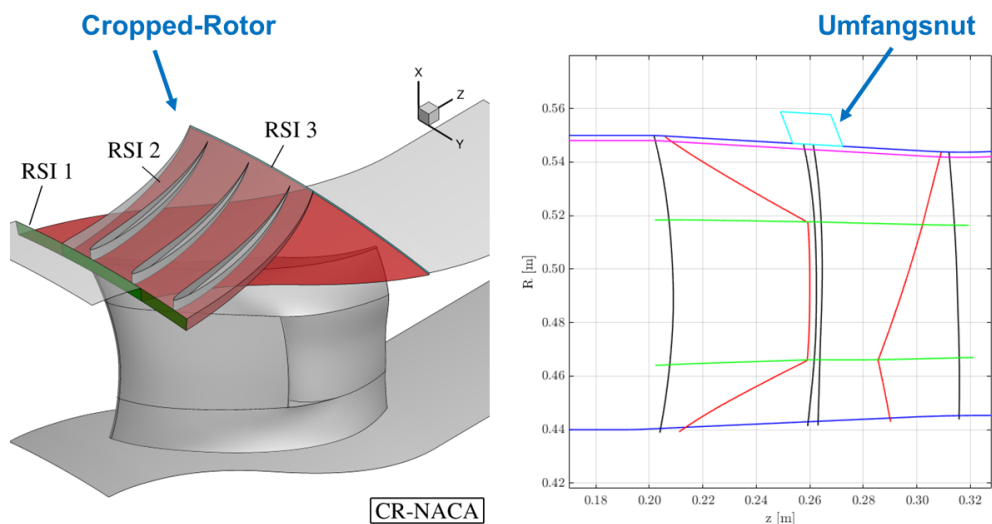 Cropped-Rotor
RSI 1
RSI 2
RSI 3
X
Z
Y
CR-NACA
Umfangsnut
R [m]
0.56
0.54
0.52
0.50
0.48
0.46
0.44
0.42
0.18
0.20
0.22
0.24
0.26
0.28
0.30
0.32
z [m]